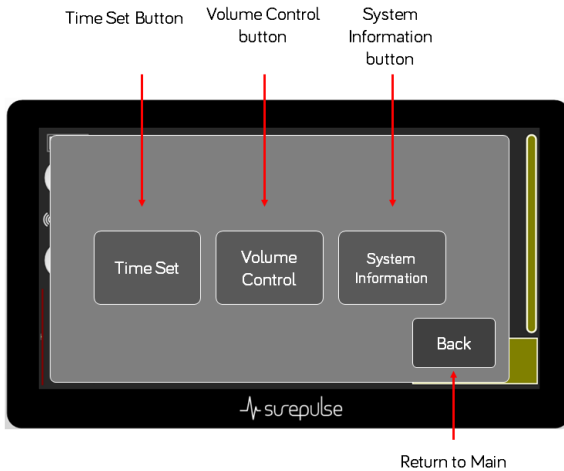 Time Set Button
Volume Control
button
System
Information
button
Time Set
Volume
Control
System
Information
Back
surepulse
Return to Main